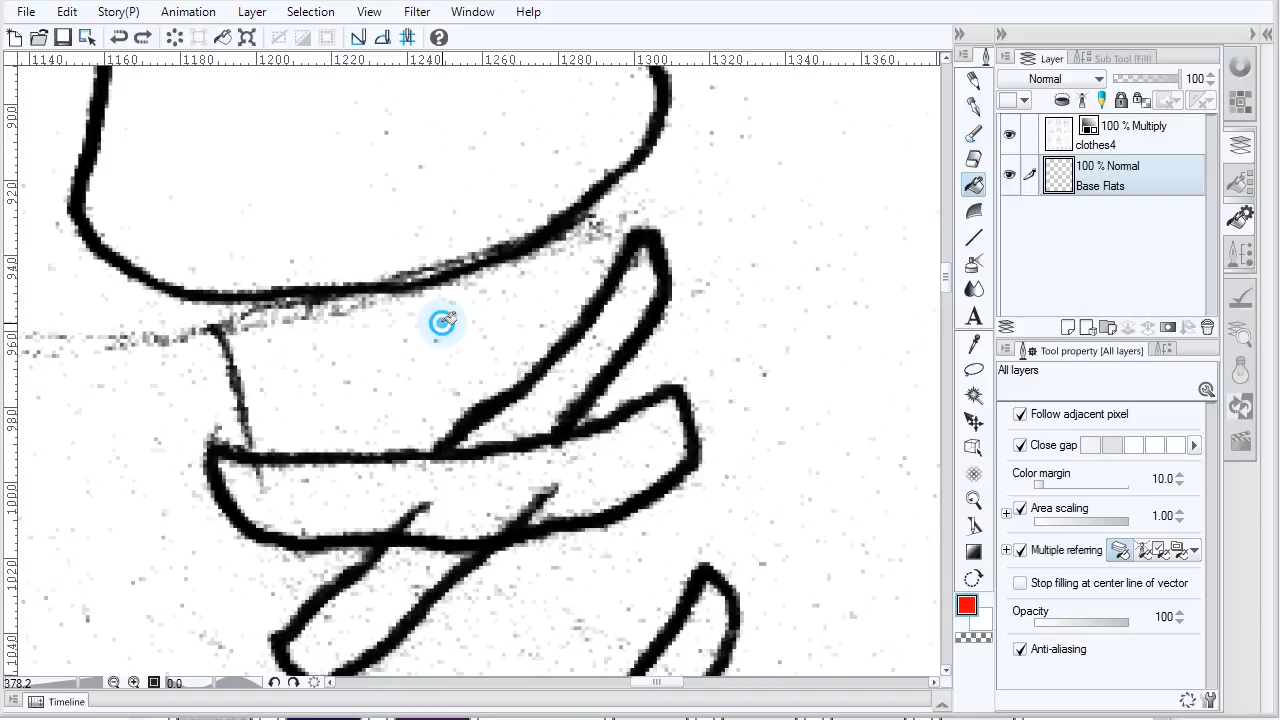 File Edit Story(P) Animation Layer Selection View Filter Window Help
1140 1160 1180 1200 1220 1240 1260 1280 1300 1320 1340 1360
Layer Sub Tool[Fill]
Normal 100
100 % Multiply
clothes4
100 % Normal
Base Flats
900
920
940
960
980
1000
1040
Tool property [All layers]
All layers
Follow adjacent pixel
Close gap
Color margin 10.0
Area scaling 1.00
Multiple referring
Stop filling at center line of vector
Opacity 100
Anti-aliasing
378.2 0.0
Timeline